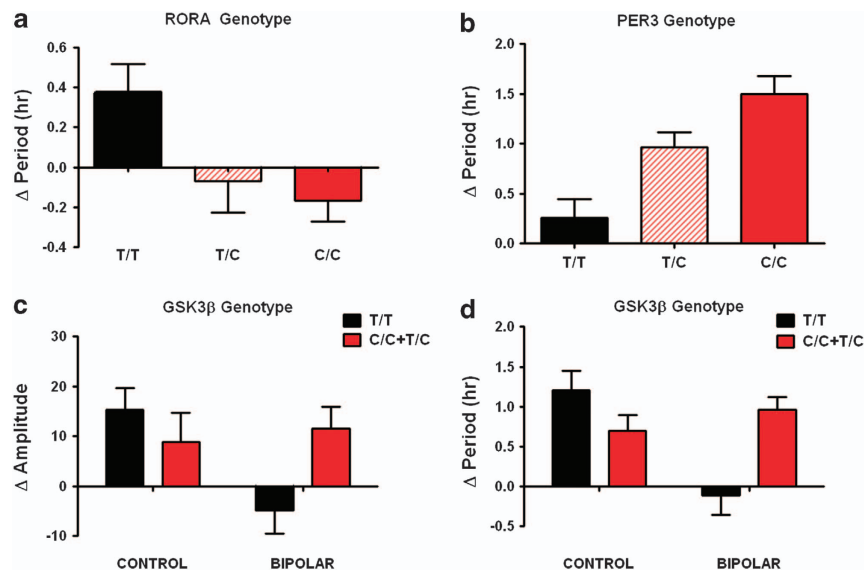 a
RORA Genotype
Δ Period (hr)
0.6
0.4
0.2
0.0
-0.2
-0.4
T/T
T/C
C/C
b
PER3 Genotype
Δ Period (hr)
2.0
1.5
1.0
0.5
0.0
T/T
T/C
C/C
c
GSK3β Genotype
T/T
C/C+T/C
Δ Amplitude
30
20
10
0
-10
CONTROL
BIPOLAR
d
GSK3β Genotype
T/T
C/C+T/C
Δ Period (hr)
2.0
1.5
1.0
0.5
0.0
-0.5
CONTROL
BIPOLAR